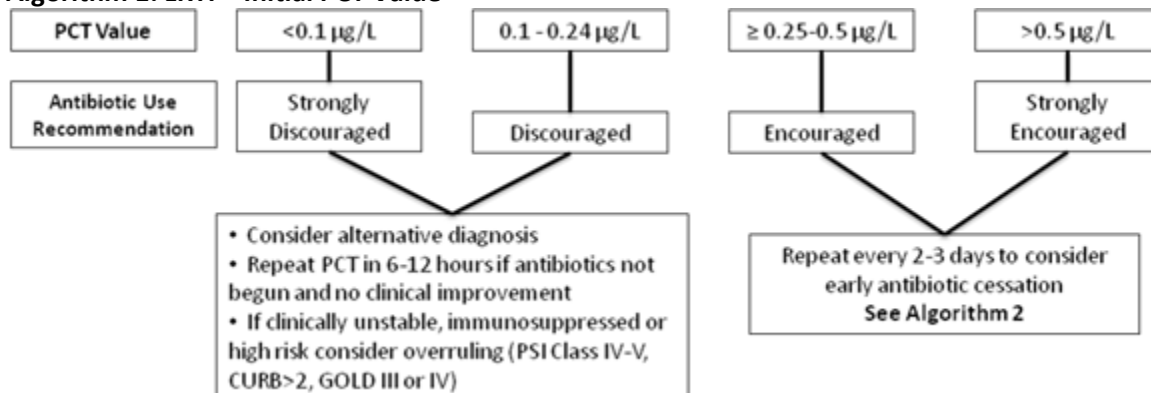 PCT Value
<0.1 µg/L
0.1 - 0.24 µg/L
≥ 0.25-0.5 µg/L
>0.5 µg/L
Antibiotic Use
Recommendation
Strongly
Discouraged
Discouraged
Encouraged
Strongly
Encouraged
• Consider alternative diagnosis
• Repeat PCT in 6-12 hours if antibiotics not
begun and no clinical improvement
• If clinically unstable, immunosuppressed or
high risk consider overruling (PSI Class IV-V,
CURB>2, GOLD III or IV)
Repeat every 2-3 days to consider
early antibiotic cessation
See Algorithm 2